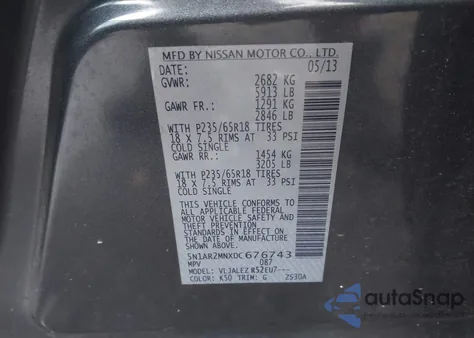 MFD BY NISSAN MOTOR CO., LTD.
DATE: 05/13
GVWR: 2682 KG
5913 LB
GAWR FR.: 1291 KG
2846 LB
WITH P235/65R18 TIRES
18 X 7.5 RIMS AT 33 PSI
COLD SINGLE
GAWR RR.: 1454 KG
3205 LB
WITH P235/65R18 TIRES
18 X 7.5 RIMS AT 33 PSI
COLD SINGLE
THIS VEHICLE CONFORMS TO
ALL APPLICABLE FEDERAL
MOTOR VEHICLE SAFETY
STANDARDS IN EFFECT ON
THE DATE OF MANUFACTURE
SHOWN ABOVE.
5N1AR2MNXDC676743
MPV 087
MODEL: VL3ALEZ R52EU7---
COLOR: K50 TRIM: G 2530A
autoSnap